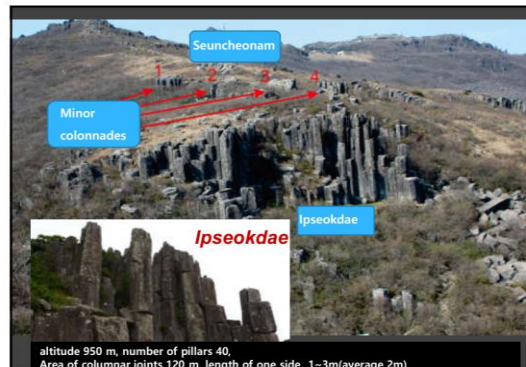 Seuncheonam
1 2 3 4
Minor
colonnades
Ipseokdae
Ipseokdae
altitude 950 m, number of pillars 40,
Area of columnar joints 120 m, length of one side 1~3m(average 2m)